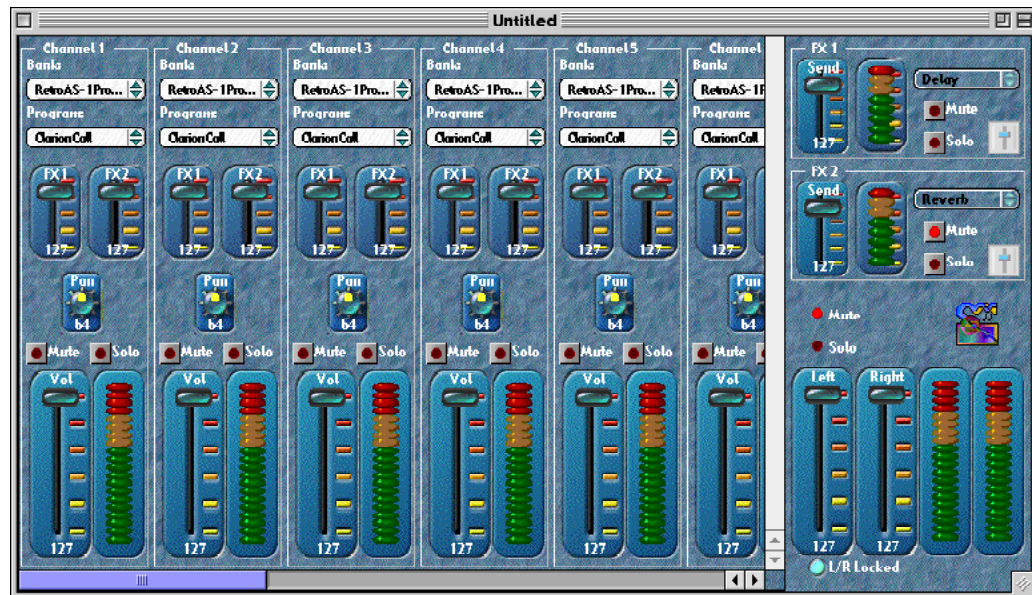 Untitled
Channel 1
Bank:
RetroAS-1Pro...
Program:
ClarionCall
FX1 FX2
127 127
Pan
64
Mute Solo
Vol
127
Channel 2
Bank:
RetroAS-1Pro...
Program:
ClarionCall
FX1 FX2
127 127
Pan
64
Mute Solo
Vol
127
Channel 3
Bank:
RetroAS-1Pro...
Program:
ClarionCall
FX1 FX2
127 127
Pan
64
Mute Solo
Vol
127
Channel 4
Bank:
RetroAS-1Pro...
Program:
ClarionCall
FX1 FX2
127 127
Pan
64
Mute Solo
Vol
127
Channel 5
Bank:
RetroAS-1Pro...
Program:
ClarionCall
FX1 FX2
127 127
Pan
64
Mute Solo
Vol
127
Channel
Bank:
RetroAS-1P
Program:
ClarionCall
FX1
127
Pan
64
Mute
Vol
127
FX 1
Send
127
Delay
Mute
Solo
FX 2
Send
127
Reverb
Mute
Solo
Mute
Solo
Left Right
127 127
L/R Locked